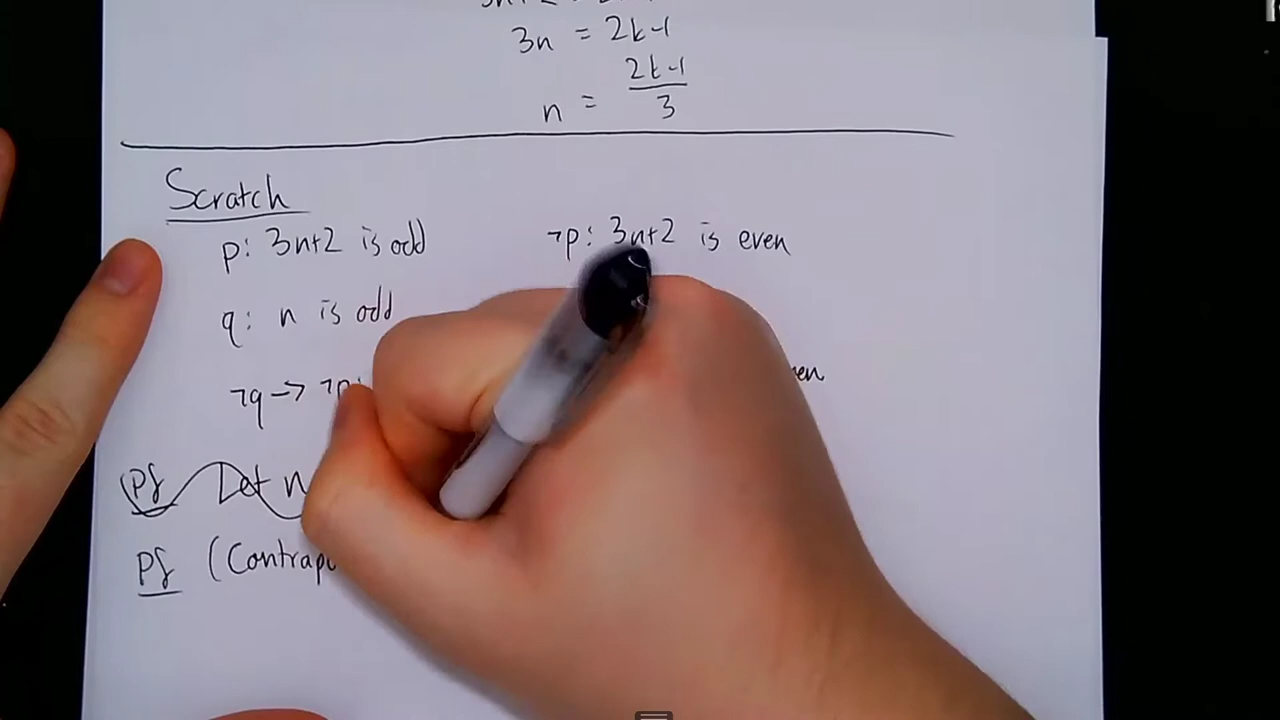 3n = 2k-1
n = 2k-1
3
Scratch
p: 3n+2 is odd
¬p: 3n+2 is even
q: n is odd
¬q → ¬p:
Pf Let n
Pf (Contrapo